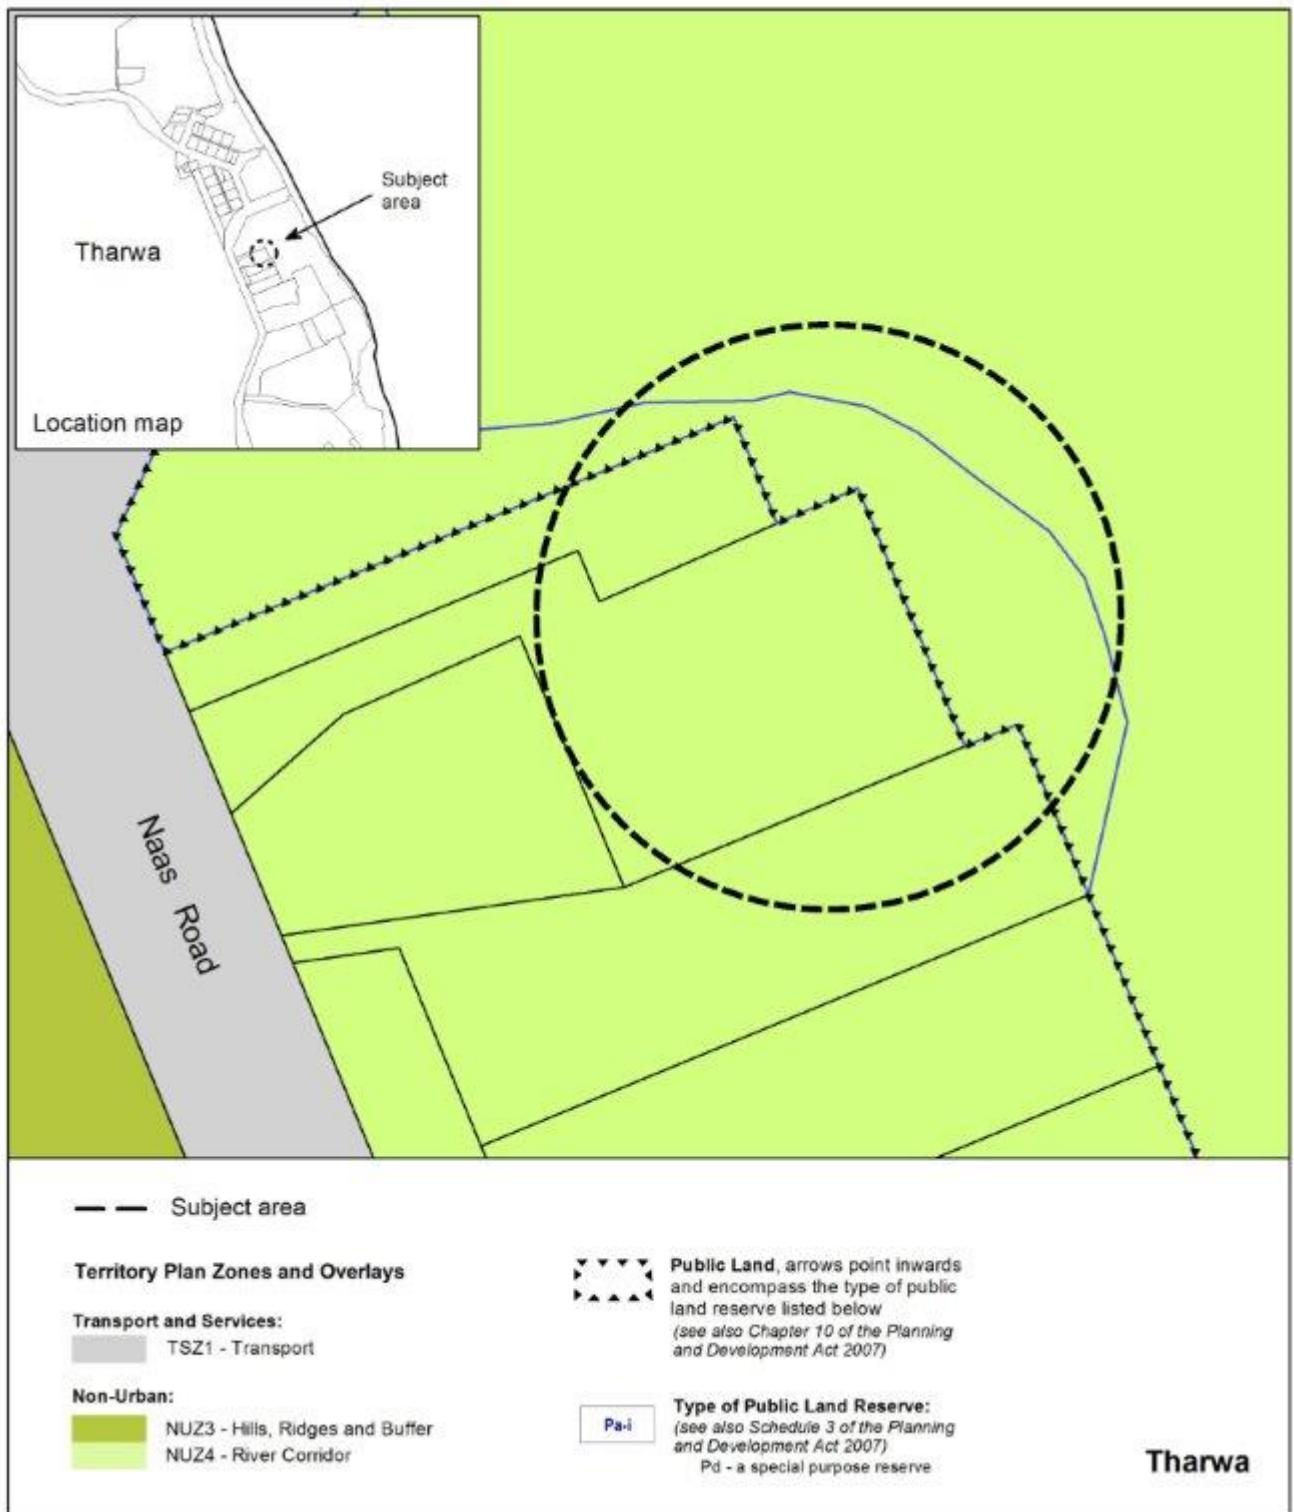 Subject
area
Tharwa
Location map
Naas Road
Subject area
Territory Plan Zones and Overlays
Transport and Services:
TSZ1 - Transport
Non-Urban:
NUZ3 - Hills, Ridges and Buffer
NUZ4 - River Corridor
Public Land, arrows point inwards
and encompass the type of public
land reserve listed below
(see also Chapter 10 of the Planning
and Development Act 2007)
Pa-i
Type of Public Land Reserve:
(see also Schedule 3 of the Planning
and Development Act 2007)
Pd - a special purpose reserve
Tharwa